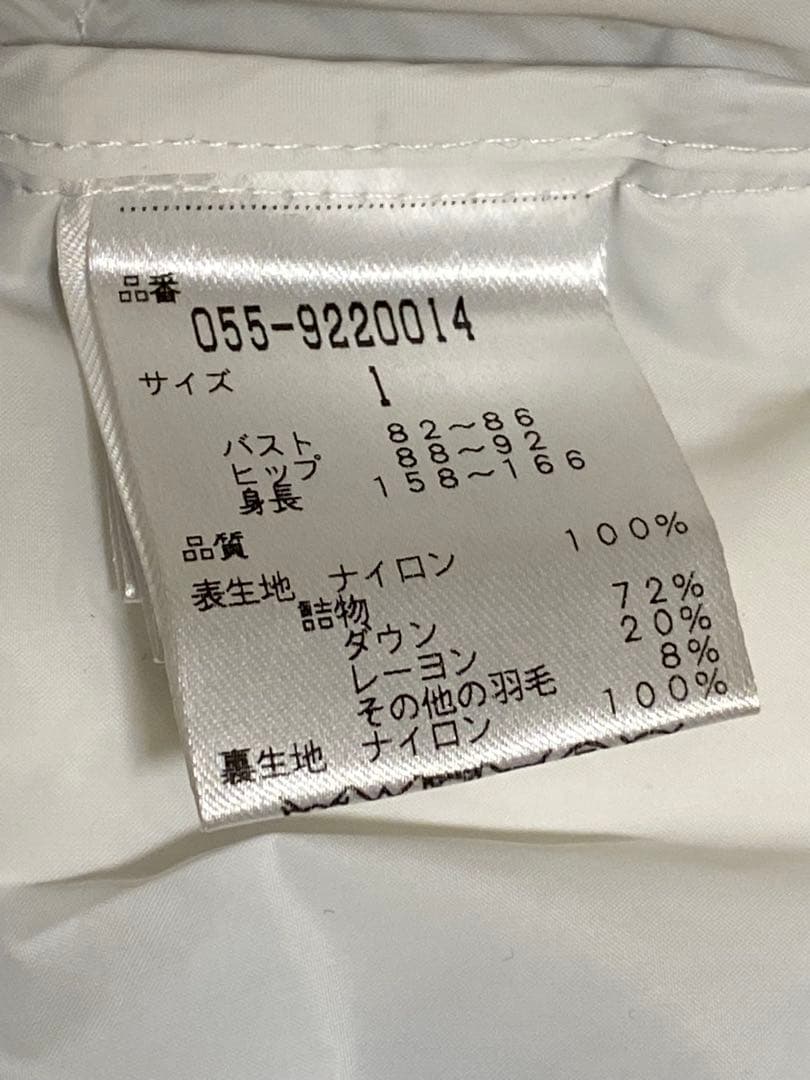 品番
055-9220014
サイズ 1
バスト 82～86
ヒップ 88～92
身長 158～166
品質
表生地 ナイロン 100%
詰物
ダウン 72%
レーヨン 20%
その他の羽毛 8%
裏生地 ナイロン 100%